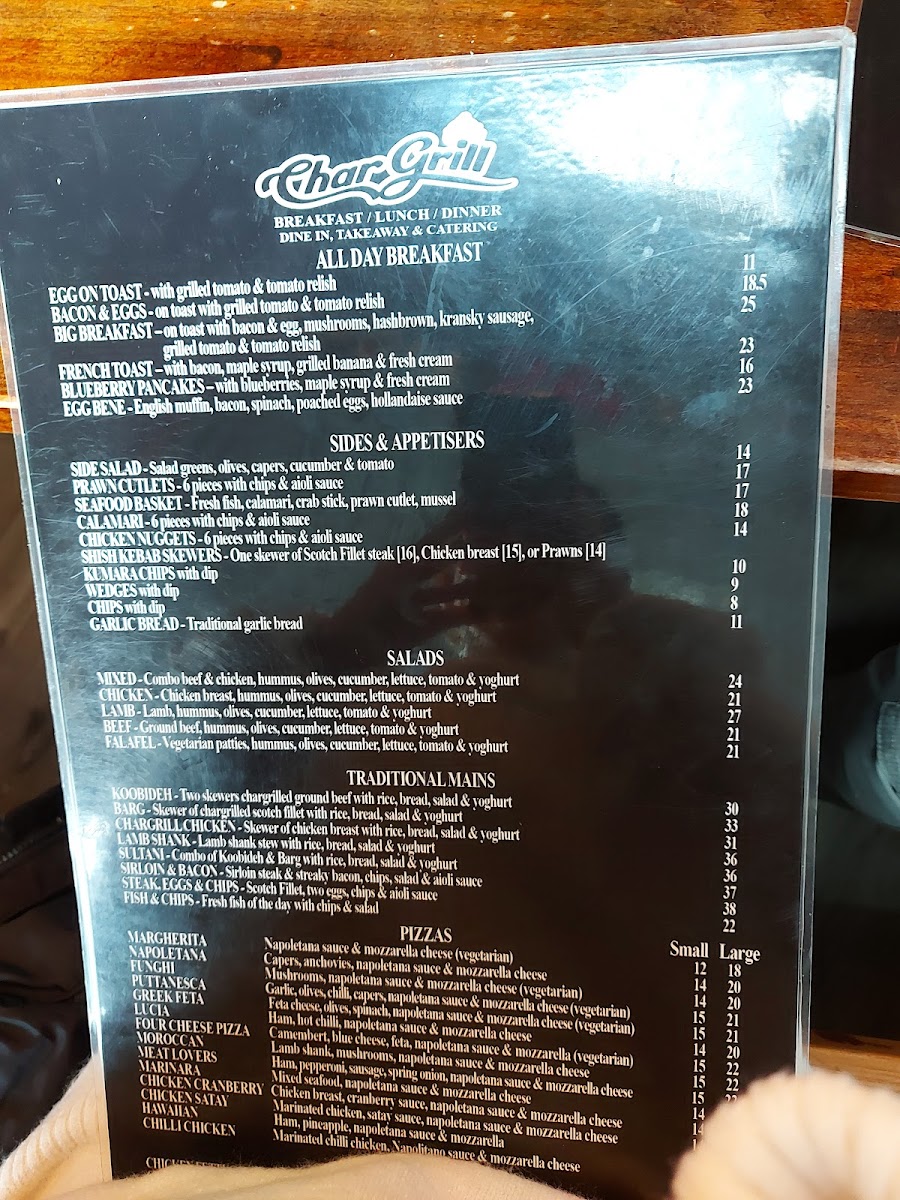 Char Grill
BREAKFAST / LUNCH / DINNER
DINE IN, TAKEAWAY & CATERING
ALL DAY BREAKFAST
EGG ON TOAST - with grilled tomato & tomato relish 11
BACON & EGGS - on toast with grilled tomato & tomato relish 18.5
BIG BREAKFAST – on toast with bacon & egg, mushrooms, hashbrown, kransky sausage, 25
grilled tomato & tomato relish
FRENCH TOAST – with bacon, maple syrup, grilled banana & fresh cream 23
BLUEBERRY PANCAKES – with blueberries, maple syrup & fresh cream 16
EGG BENE - English muffin, bacon, spinach, poached eggs, hollandaise sauce 23
SIDES & APPETISERS
SIDE SALAD - Salad greens, olives, capers, cucumber & tomato 14
PRAWN CUTLETS - 6 pieces with chips & aioli sauce 17
SEAFOOD BASKET - Fresh fish, calamari, crab stick, prawn cutlet, mussel 17
CALAMARI - 6 pieces with chips & aioli sauce 18
CHICKEN NUGGETS - 6 pieces with chips & aioli sauce 14
SHISH KEBAB SKEWERS - One skewer of Scotch Fillet steak [16], Chicken breast [15], or Prawns [14]
KUMARA CHIPS with dip 10
WEDGES with dip 9
CHIPS with dip 8
GARLIC BREAD - Traditional garlic bread 11
SALADS
MIXED - Combo beef & chicken, hummus, olives, cucumber, lettuce, tomato & yoghurt 24
CHICKEN - Chicken breast, hummus, olives, cucumber, lettuce, tomato & yoghurt 21
LAMB - Lamb, hummus, olives, cucumber, lettuce, tomato & yoghurt 27
BEEF - Ground beef, hummus, olives, cucumber, lettuce, tomato & yoghurt 21
FALAFEL - Vegetarian patties, hummus, olives, cucumber, lettuce, tomato & yoghurt 21
TRADITIONAL MAINS
KOOBIDEH - Two skewers chargrilled ground beef with rice, bread, salad & yoghurt 30
BARG - Skewer of chargrilled scotch fillet with rice, bread, salad & yoghurt 33
CHARGRILL CHICKEN - Skewer of chicken breast with rice, bread, salad & yoghurt 31
LAMB SHANK - Lamb shank stew with rice, bread, salad & yoghurt 36
SULTANI - Combo of Koobideh & Barg with rice, bread, salad & yoghurt 36
SIRLOIN & BACON - Sirloin steak & streaky bacon, chips, salad & aioli sauce 37
STEAK, EGGS & CHIPS - Scotch Fillet, two eggs, chips & aioli sauce 38
FISH & CHIPS - Fresh fish of the day with chips & salad 22
PIZZAS Small Large
MARGHERITA Napoletana sauce & mozzarella cheese (vegetarian) 12 18
NAPOLETANA Capers, anchovies, napoletana sauce & mozzarella cheese 14 20
FUNGHI Mushrooms, napoletana sauce & mozzarella cheese (vegetarian) 14 20
PUTTANESCA Garlic, olives, chilli, capers, napoletana sauce & mozzarella cheese (vegetarian) 15 21
GREEK FETA Feta cheese, olives, spinach, napoletana sauce & mozzarella cheese (vegetarian) 15 21
LUCIA Ham, hot chilli, napoletana sauce & mozzarella cheese 14 20
FOUR CHEESE PIZZA Camembert, blue cheese, feta, napoletana sauce & mozzarella (vegetarian) 15 22
MOROCCAN Lamb shank, mushrooms, napoletana sauce & mozzarella cheese 15 22
MEAT LOVERS Ham, pepperoni, sausage, spring onion, napoletana sauce & mozzarella cheese 15
MARINARA Mixed seafood, napoletana sauce & mozzarella cheese 14
CHICKEN CRANBERRY Chicken breast, cranberry sauce, napoletana sauce & mozzarella cheese
CHICKEN SATAY Marinated chicken, satay sauce, napoletana sauce & mozzarella cheese
HAWAIIAN Ham, pineapple, napoletana sauce & mozzarella
CHILLI CHICKEN Marinated chilli chicken, Napolitano sauce & mozzarella cheese